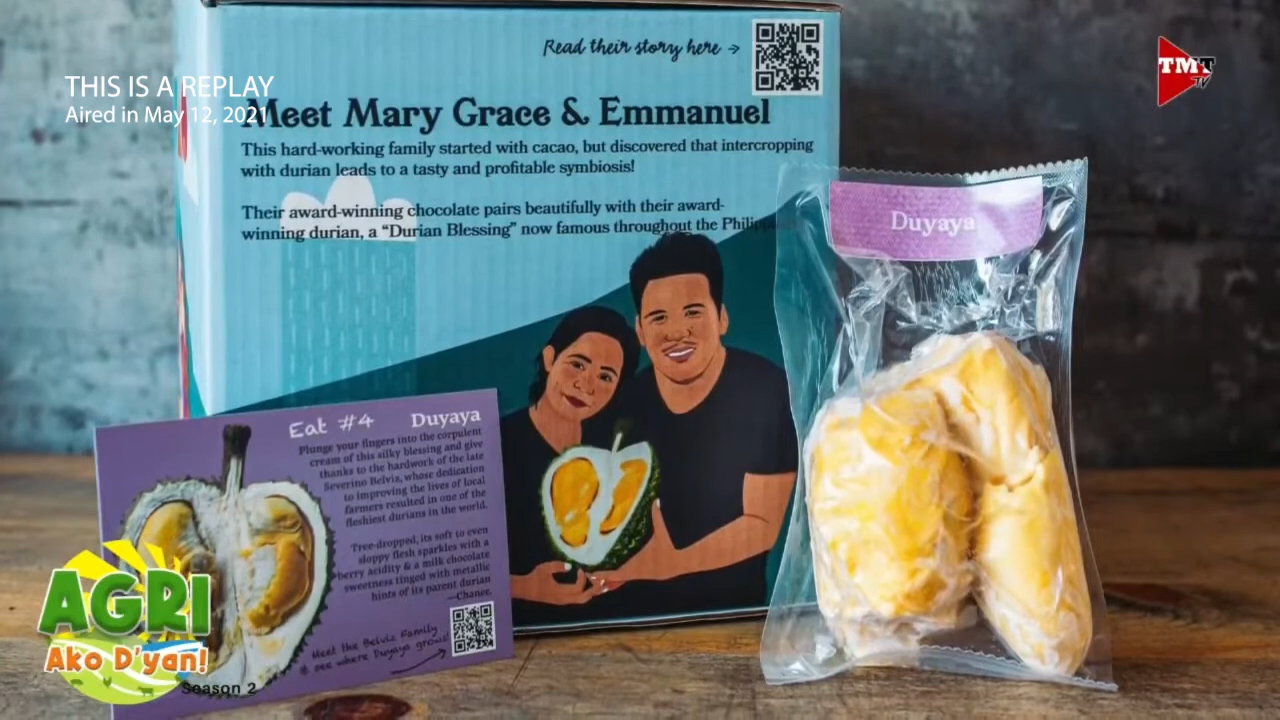 Read their story here →
TMT
TV
THIS IS A REPLAY
Aired in May 12, 2021
Meet Mary Grace & Emmanuel
This hard-working family started with cacao, but discovered that intercropping
with durian leads to a tasty and profitable symbiosis!
Their award-winning chocolate pairs beautifully with their award-
winning durian, a “Durian Blessing” now famous throughout the
Duyaya
Eat #4 Duyaya
Plunge your fingers into the corpulent
cream of this silky blessing and give
thanks to the hardwork of the late
Severino Belviz, whose dedication
to improving the lives of local
farmers resulted in one of the
fleshiest durians in the world.
Tree-dropped, its soft to even
sloppy flesh sparkles with a
berry acidity & a milk chocolate
sweetness ringed with metallic
hints of its parent durian
—Chanee.
Meet the Belviz Family
& see where Duyaya grows!
AGRI
Ako D'yan!
Season 2